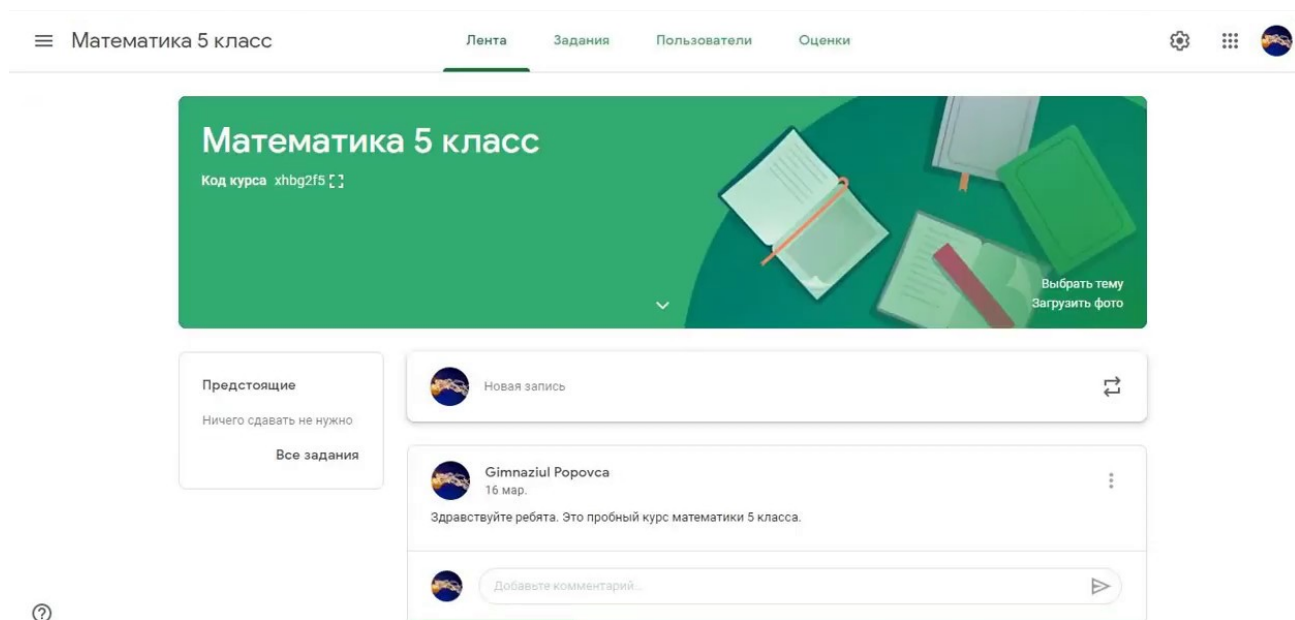 Математика 5 класс
Лента Задания Пользователи Оценки
Математика 5 класс
Код курса xhbg2f5
Выбрать тему
Загрузить фото
Предстоящие
Ничего сдавать не нужно
Все задания
Новая запись
Gimnaziul Popovca
16 мар.
Здравствуйте ребята. Это пробный курс математики 5 класса.
Добавьте комментарий...